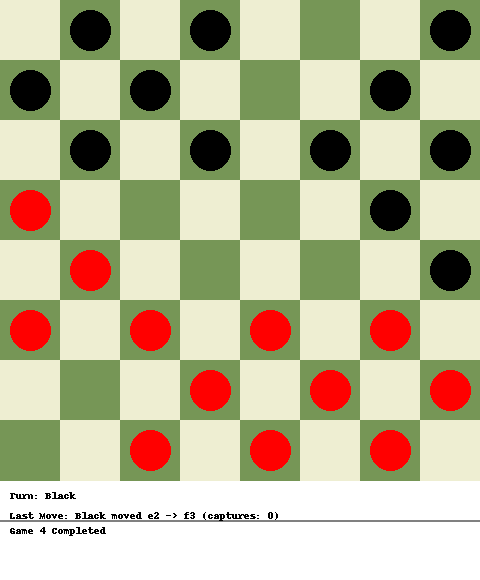 Turn: Black
Last Move: Black moved e2 -> f3 (captures: 0)
Game 4 Completed